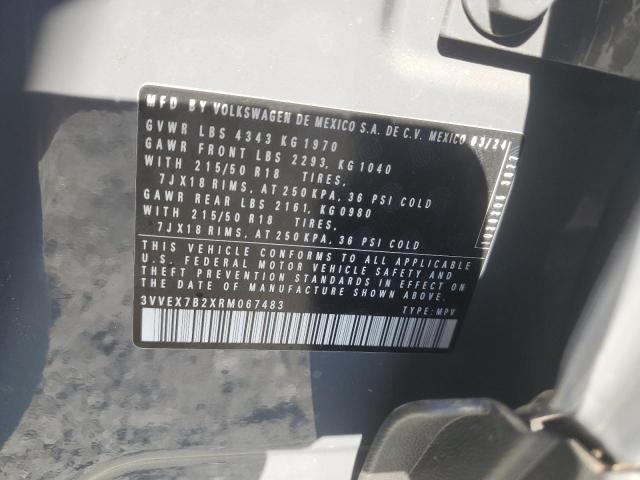 MFD BY VOLKSWAGEN DE MEXICO S.A. DE C.V. MEXICO 03/24
GVWR LBS 4343 KG 1970
GAWR FRONT LBS 2293, KG 1040
WITH 215/50 R18 TIRES,
7JX18 RIMS, AT 250 KPA, 36 PSI COLD
GAWR REAR LBS 2161, KG 0980
WITH 215/50 R18 TIRES,
7JX18 RIMS, AT 250 KPA, 36 PSI COLD
THIS VEHICLE CONFORMS TO ALL APPLICABLE
U.S. FEDERAL MOTOR VEHICLE SAFETY AND
THEFT PREVENTION STANDARDS IN EFFECT
ON THE DATE OF MANUFACTURE SHOWN ABOVE.
3VVEX7B2XRM067483
TYPE: MPV